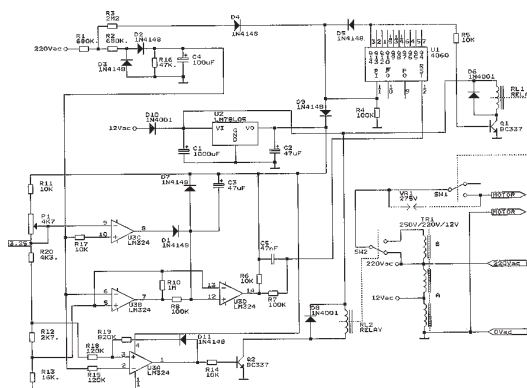 R3
2M2
D4
1N4148
D5
1N4148
R1
680K
R2
680K
D2
1N4148
220Vac
D3
1N4148
R16
47K.
C4
100uF
U1
4060
R5
10K
D6
1N4001
RL1
RELAY
Q1
BC337
R4
100K
D9
1N4148
D10
1N4001
12Vac
U2
LM78L05
VI
VO
GND
C1
1000uF
C2
47uF
C3
47uF
D7
1N4148
R11
10K
P1
4K7
R17
10K
U3C
LM324
D1
1N4148
R20
4K3.
C5
47nF
R6
10K
R7
100K
R10
1M
R8
100K
U3B
LM324
U3D
LM324
D8
1N4001
RL2
RELAY
R12
2K7
R13
16K.
R18
120K
R19
820K
D11
1N4148
R15
120K
U3A
LM324
R14
10K
Q2
BC337
VR1
275V
SW1
MOTOR
MOTOR
TR1
250V/220V/12V
SW2
220Vac
220Vac
12Vac
0Vac
B
A